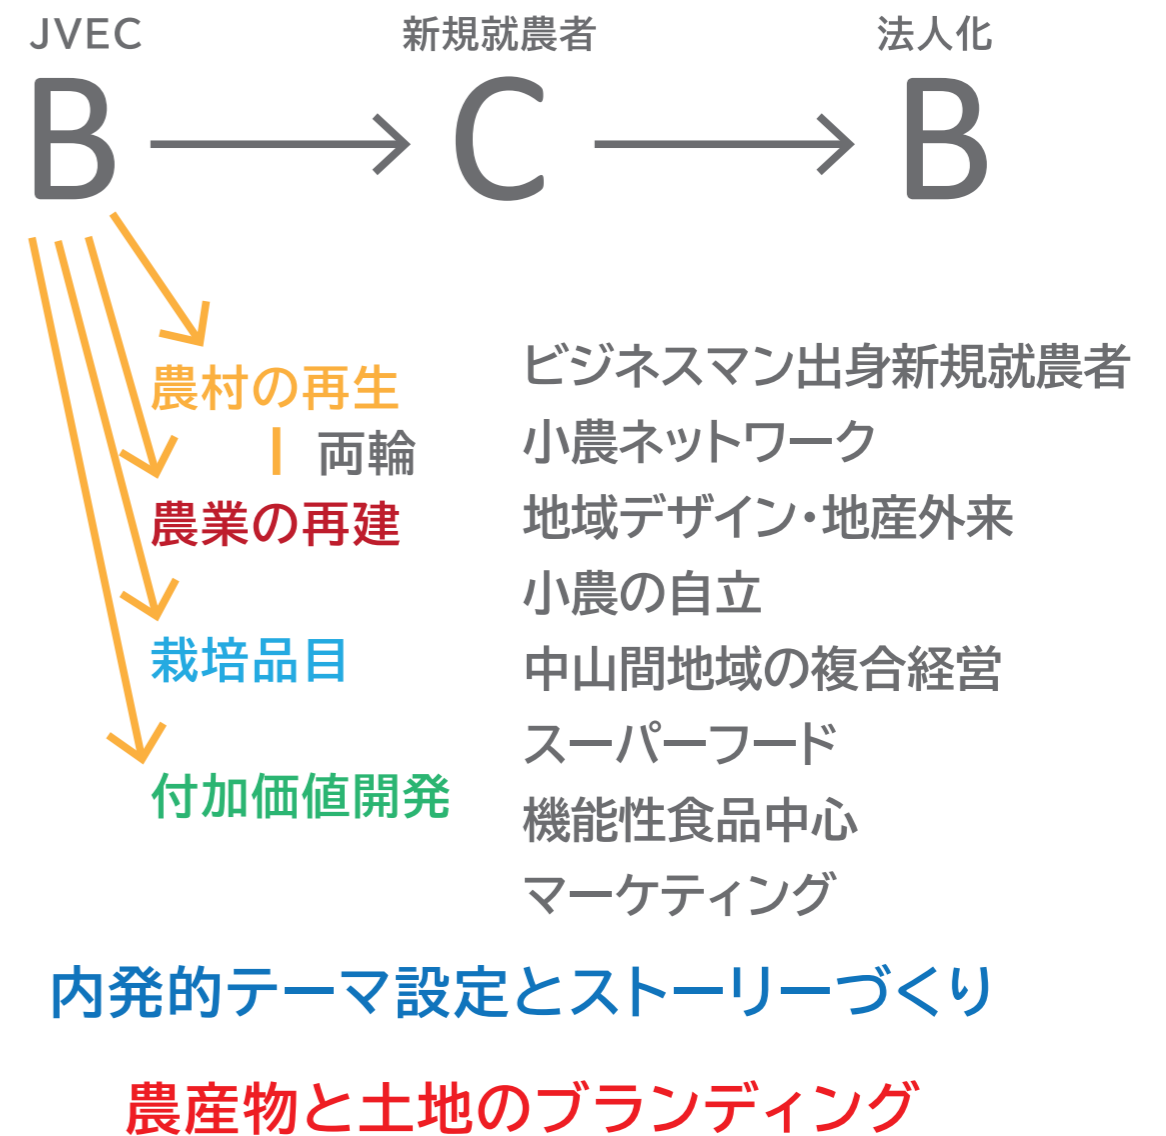 JVEC 新規就農者 法人化
B C B
農村の再生
両輪
農業の再建
栽培品目
付加価値開発
ビジネスマン出身新規就農者
小農ネットワーク
地域デザイン・地産外来
小農の自立
中山間地域の複合経営
スーパーフード
機能性食品中心
マーケティング
内発的テーマ設定とストーリーづくり
農産物と土地のブランディング